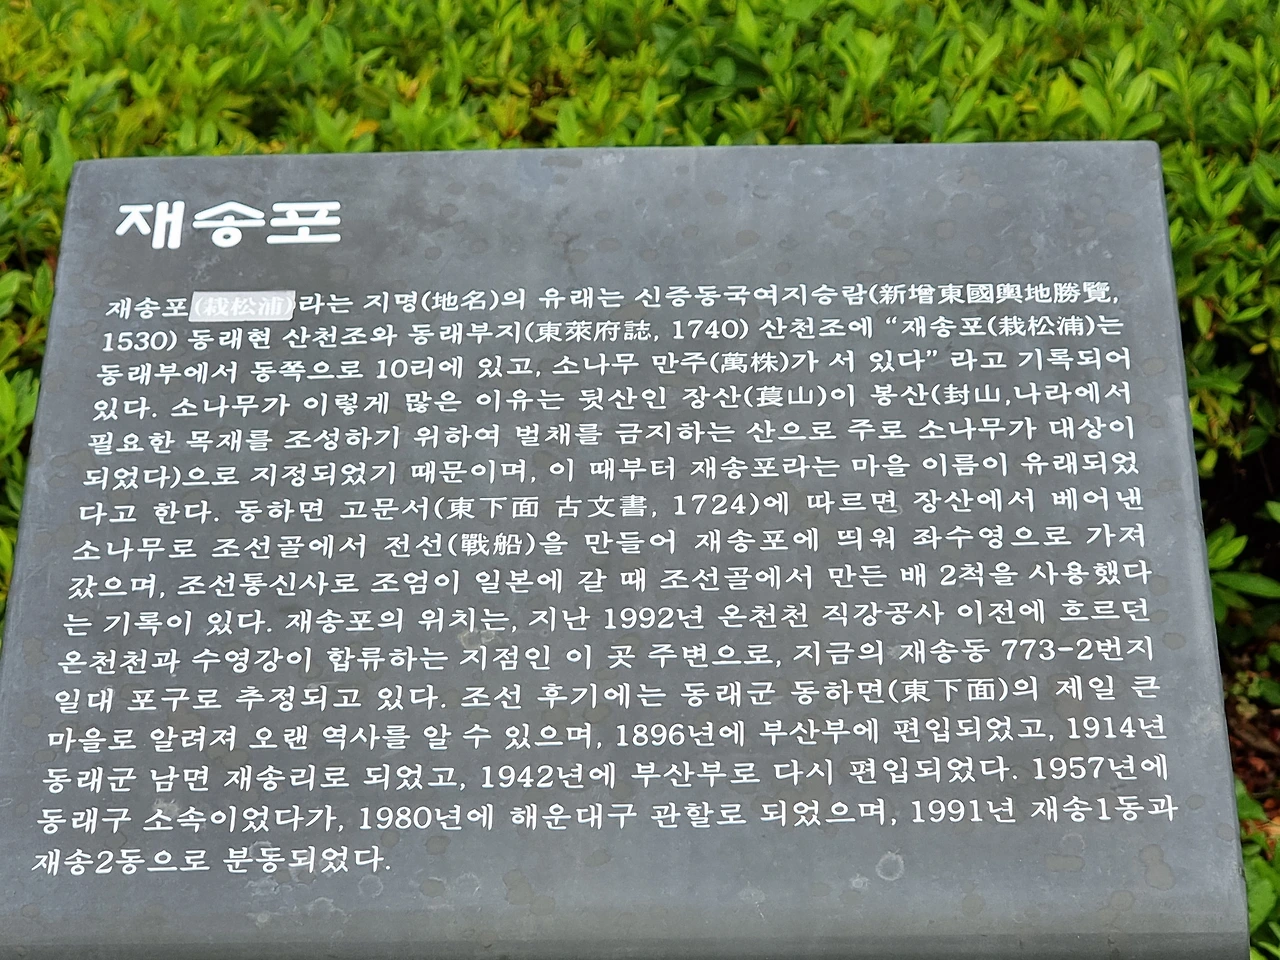 재송포
재송포(栽松浦)라는 지명(地名)의 유래는 신증동국여지승람(新增東國輿地勝覽,
1530) 동래현 산천조와 동래부지(東萊府誌, 1740) 산천조에 “재송포(栽松浦)는
동래부에서 동쪽으로 10리에 있고, 소나무 만주(萬株)가 서 있다” 라고 기록되어
있다. 소나무가 이렇게 많은 이유는 뒷산인 장산(萇山)이 봉산(封山,나라에서
필요한 목재를 조성하기 위하여 벌채를 금지하는 산으로 주로 소나무가 대상이
되었다)으로 지정되었기 때문이며, 이 때부터 재송포라는 마을 이름이 유래되었
다고 한다. 동하면 고문서(東下面 古文書, 1724)에 따르면 장산에서 베어낸
소나무로 조선골에서 전선(戰船)을 만들어 재송포에 띄워 좌수영으로 가져
갔으며, 조선통신사로 조엄이 일본에 갈 때 조선골에서 만든 배 2척을 사용했다
는 기록이 있다. 재송포의 위치는, 지난 1992년 온천천 직강공사 이전에 흐르던
온천천과 수영강이 합류하는 지점인 이 곳 주변으로, 지금의 재송동 773-2번지
일대 포구로 추정되고 있다. 조선 후기에는 동래군 동하면(東下面)의 제일 큰
마을로 알려져 오랜 역사를 알 수 있으며, 1896년에 부산부에 편입되었고, 1914년
동래군 남면 재송리로 되었고, 1942년에 부산부로 다시 편입되었다. 1957년에
동래구 소속이었다가, 1980년에 해운대구 관할로 되었으며, 1991년 재송1동과
재송2동으로 분동되었다.